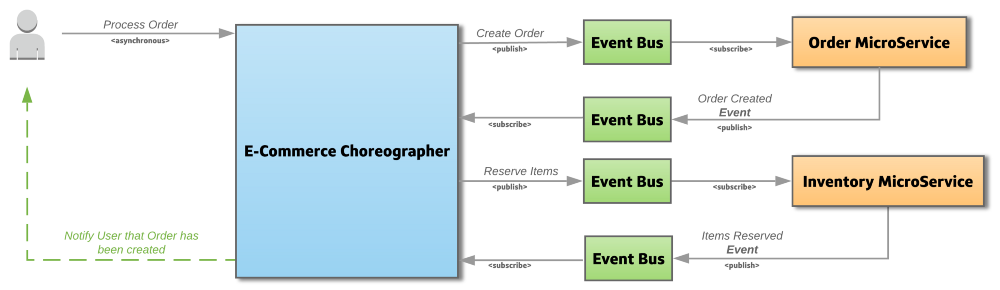 Process Order
<asynchronous>
E-Commerce Choreographer
Create Order
<publish>
Event Bus
<subscribe>
Order MicroService
Order Created
Event
<publish>
Event Bus
<subscribe>
Reserve Items
<publish>
Event Bus
<subscribe>
Inventory MicroService
Items Reserved
Event
<publish>
Event Bus
<subscribe>
Notify User that Order has
been created